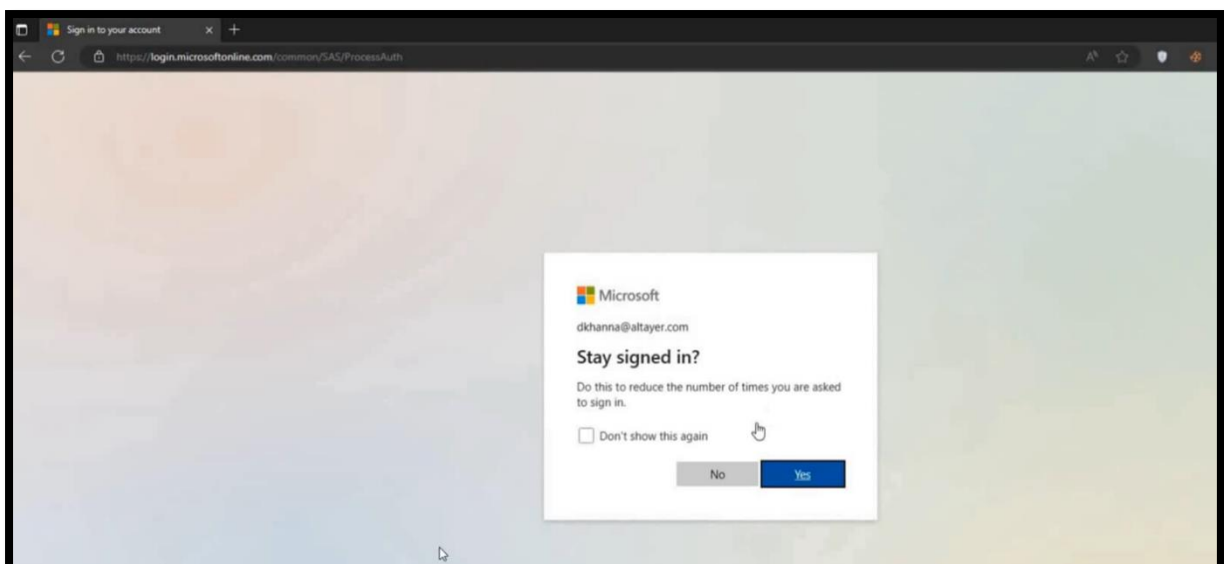 Sign in to your account
https://login.microsoftonline.com/common/SAS/ProcessAuth
Microsoft
dkhanna@altayer.com
Stay signed in?
Do this to reduce the number of times you are asked
to sign in.
Don't show this again
No Yes